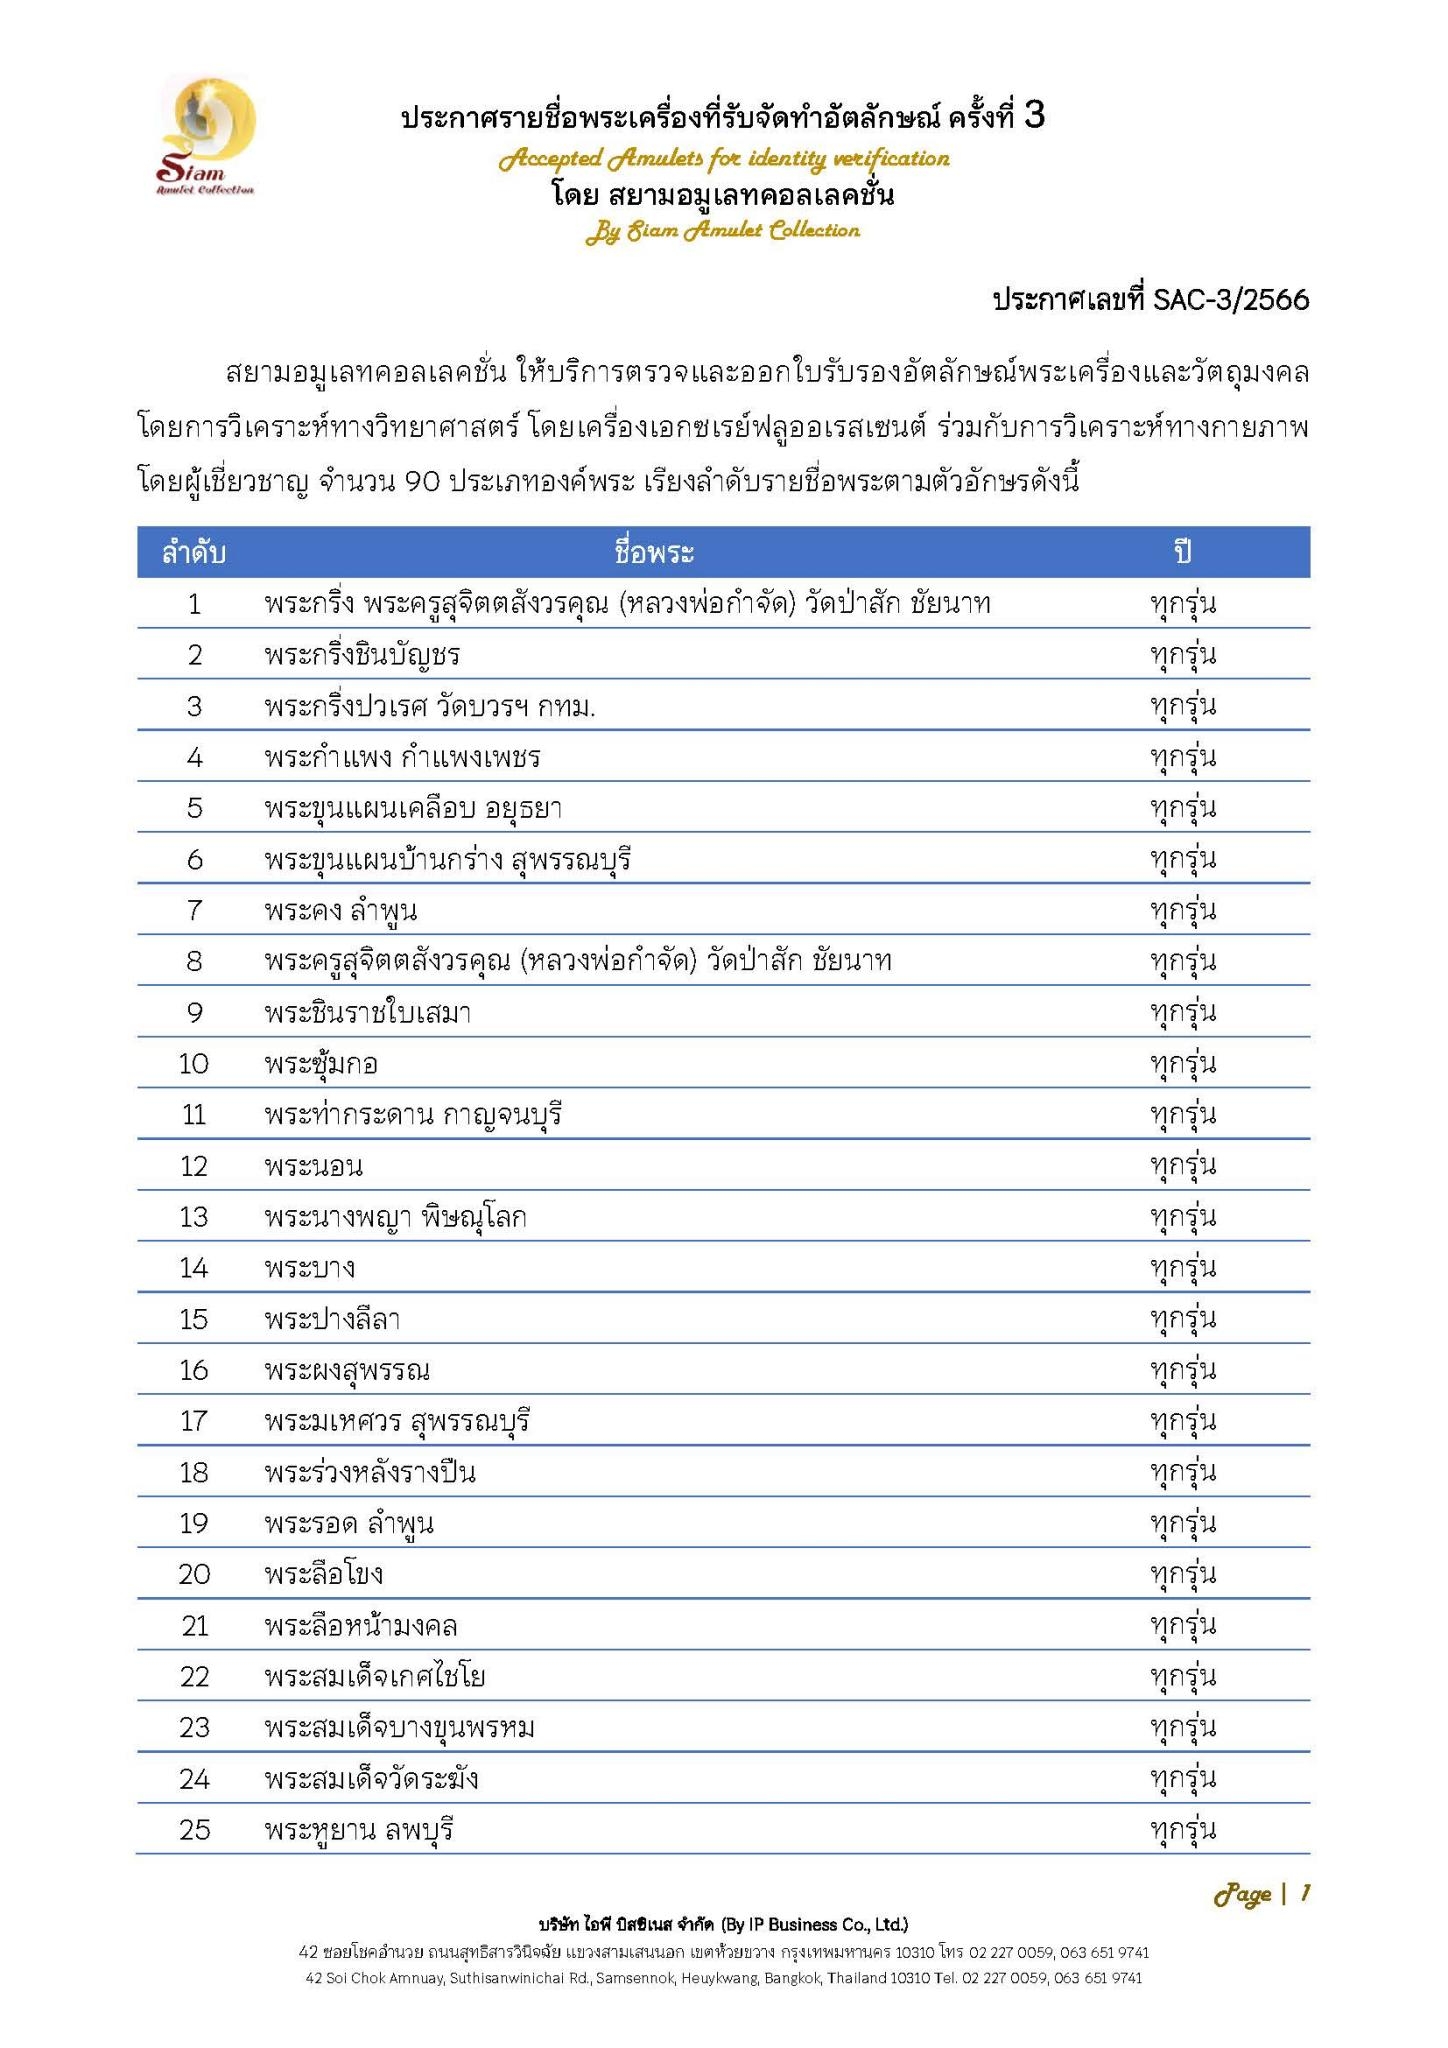 Siam
Amulet Collection
ประกาศรายชื่อพระเครื่องที่รับจัดทำอัตลักษณ์ ครั้งที่ 3
Accepted Amulets for identity verification
โดย สยามอมูเลทคอลเลคชั่น
By Siam Amulet Collection
ประกาศเลขที่ SAC-3/2566
สยามอมูเลทคอลเลคชั่น ให้บริการตรวจและออกใบรับรองอัตลักษณ์พระเครื่องและวัตถุมงคล
โดยการวิเคราะห์ทางวิทยาศาสตร์ โดยเครื่องเอกซเรย์ฟลูออเรสเซนต์ ร่วมกับการวิเคราะห์ทางกายภาพ
โดยผู้เชี่ยวชาญ จำนวน 90 ประเภทองค์พระ เรียงลำดับรายชื่อพระตามตัวอักษรดังนี้
ลำดับ ชื่อพระ ปี
1 พระกริ่ง พระครูสุจิตตสังวรคุณ (หลวงพ่อกำจัด) วัดป่าสัก ชัยนาท ทุกรุ่น
2 พระกริ่งชินบัญชร ทุกรุ่น
3 พระกริ่งปวเรศ วัดบวรฯ กทม. ทุกรุ่น
4 พระกำแพง กำแพงเพชร ทุกรุ่น
5 พระขุนแผนเคลือบ อยุธยา ทุกรุ่น
6 พระขุนแผนบ้านกร่าง สุพรรณบุรี ทุกรุ่น
7 พระคง ลำพูน ทุกรุ่น
8 พระครูสุจิตตสังวรคุณ (หลวงพ่อกำจัด) วัดป่าสัก ชัยนาท ทุกรุ่น
9 พระชินราชใบเสมา ทุกรุ่น
10 พระซุ้มกอ ทุกรุ่น
11 พระท่ากระดาน กาญจนบุรี ทุกรุ่น
12 พระนอน ทุกรุ่น
13 พระนางพญา พิษณุโลก ทุกรุ่น
14 พระบาง ทุกรุ่น
15 พระปางลีลา ทุกรุ่น
16 พระผงสุพรรณ ทุกรุ่น
17 พระมเหศวร สุพรรณบุรี ทุกรุ่น
18 พระร่วงหลังรางปืน ทุกรุ่น
19 พระรอด ลำพูน ทุกรุ่น
20 พระลือโขง ทุกรุ่น
21 พระลือหน้ามงคล ทุกรุ่น
22 พระสมเด็จเกศไชโย ทุกรุ่น
23 พระสมเด็จบางขุนพรหม ทุกรุ่น
24 พระสมเด็จวัดระฆัง ทุกรุ่น
25 พระหูยาน ลพบุรี ทุกรุ่น
Page | 1
บริษัท ไอพี บิสซิเนส จำกัด (By IP Business Co., Ltd.)
42 ซอยโชคอำนวย ถนนสุทธิสารวินิจฉัย แขวงสามเสนนอก เขตห้วยขวาง กรุงเทพมหานคร 10310 โทร 02 227 0059, 063 651 9741
42 Soi Chok Amnuay, Suthisanwinichai Rd., Samsennok, Heuykwang, Bangkok, Thailand 10310 Tel. 02 227 0059, 063 651 9741